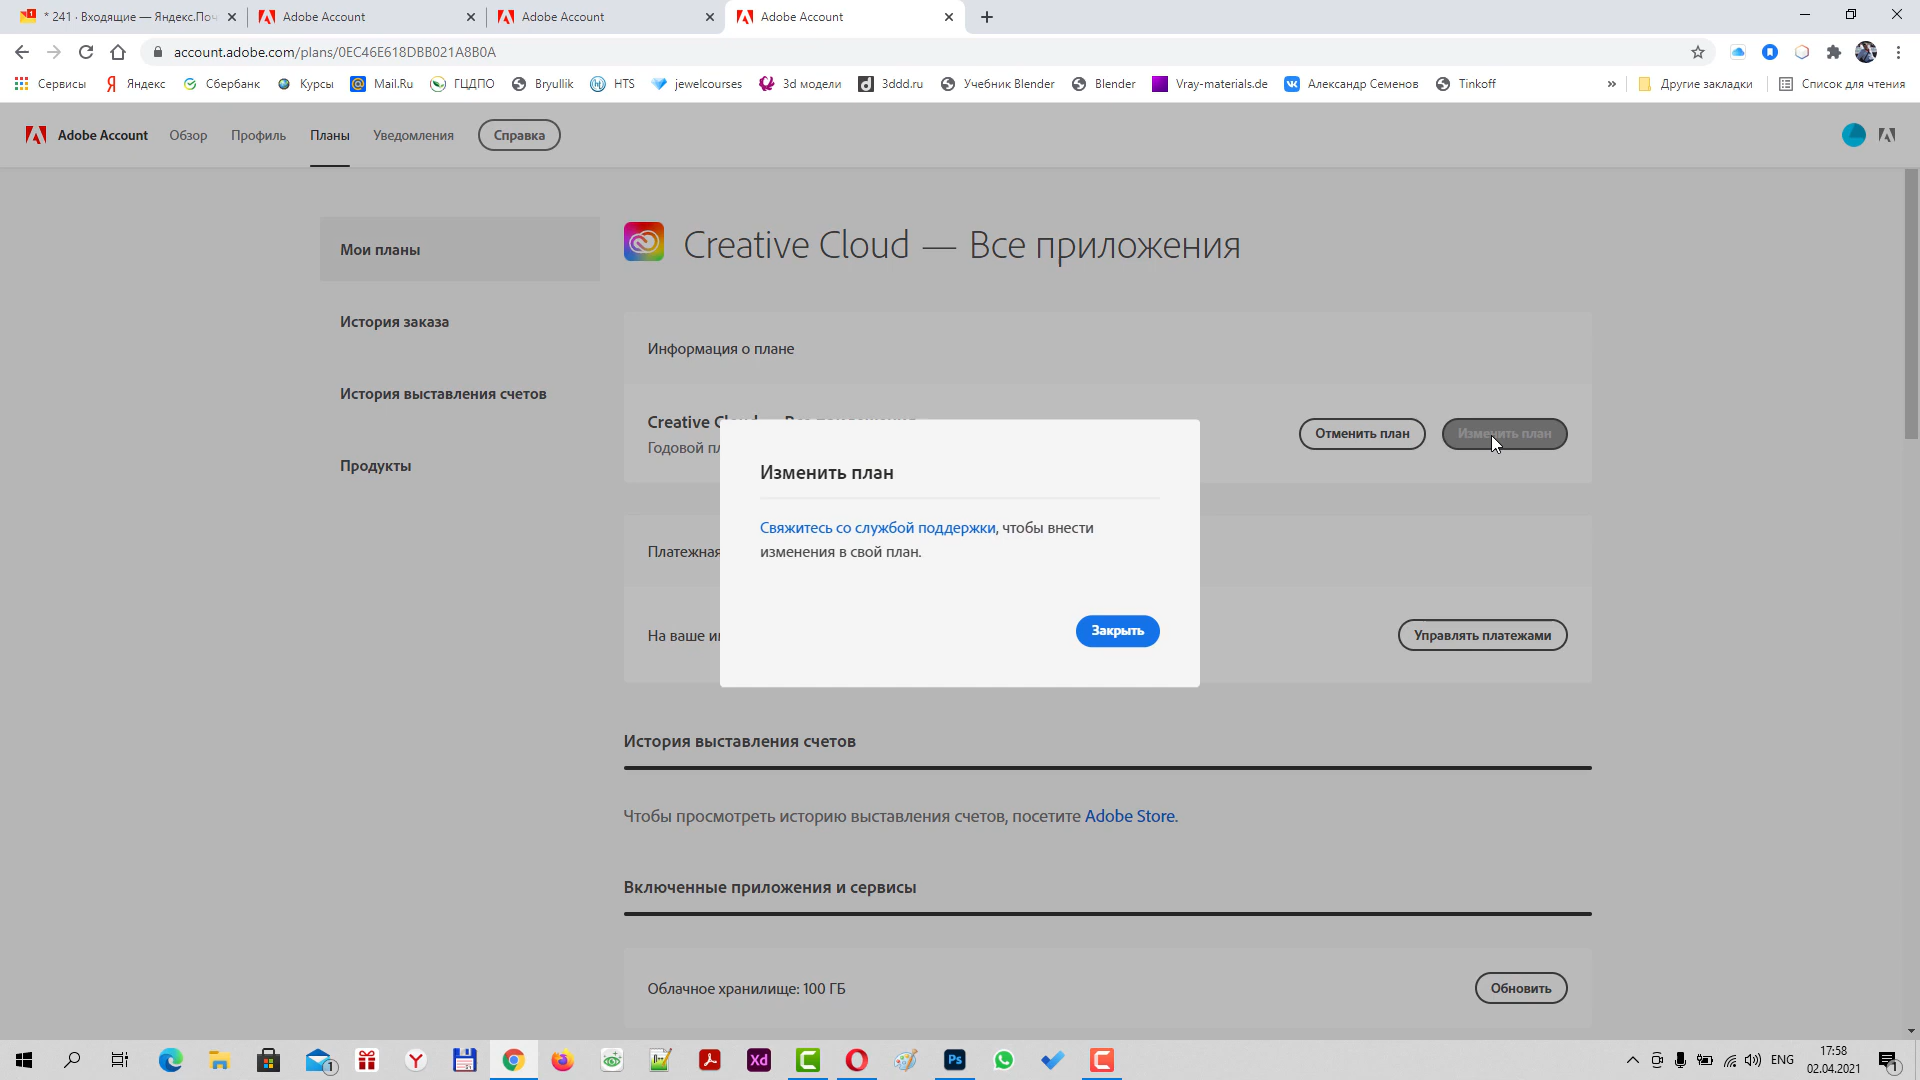 * 241 · Входящие — Яндекс.Поч
Adobe Account
Adobe Account
Adobe Account
account.adobe.com/plans/0EC46E618DBB021A8B0A
Сервисы
Яндекс
Сбербанк
Курсы
Mail.Ru
ГЦДПО
Bryullik
HTS
jewelcourses
3d модели
3ddd.ru
Учебник Blender
Blender
Vray-materials.de
Александр Семенов
Tinkoff
»
Другие закладки
Список для чтения
Adobe Account
Обзор
Профиль
Планы
Уведомления
Справка
Мои планы
История заказа
История выставления счетов
Продукты
Creative Cloud — Все приложения
Информация о плане
Creative
Годовой
Отменить план
Изменить план
Изменить план
Свяжитесь со службой поддержки, чтобы внести
изменения в свой план.
Закрыть
Платежная
На ваше
Управлять платежами
История выставления счетов
Чтобы просмотреть историю выставления счетов, посетите Adobe Store.
Включенные приложения и сервисы
Облачное хранилище: 100 ГБ
Обновить
ENG
17:58
02.04.2021